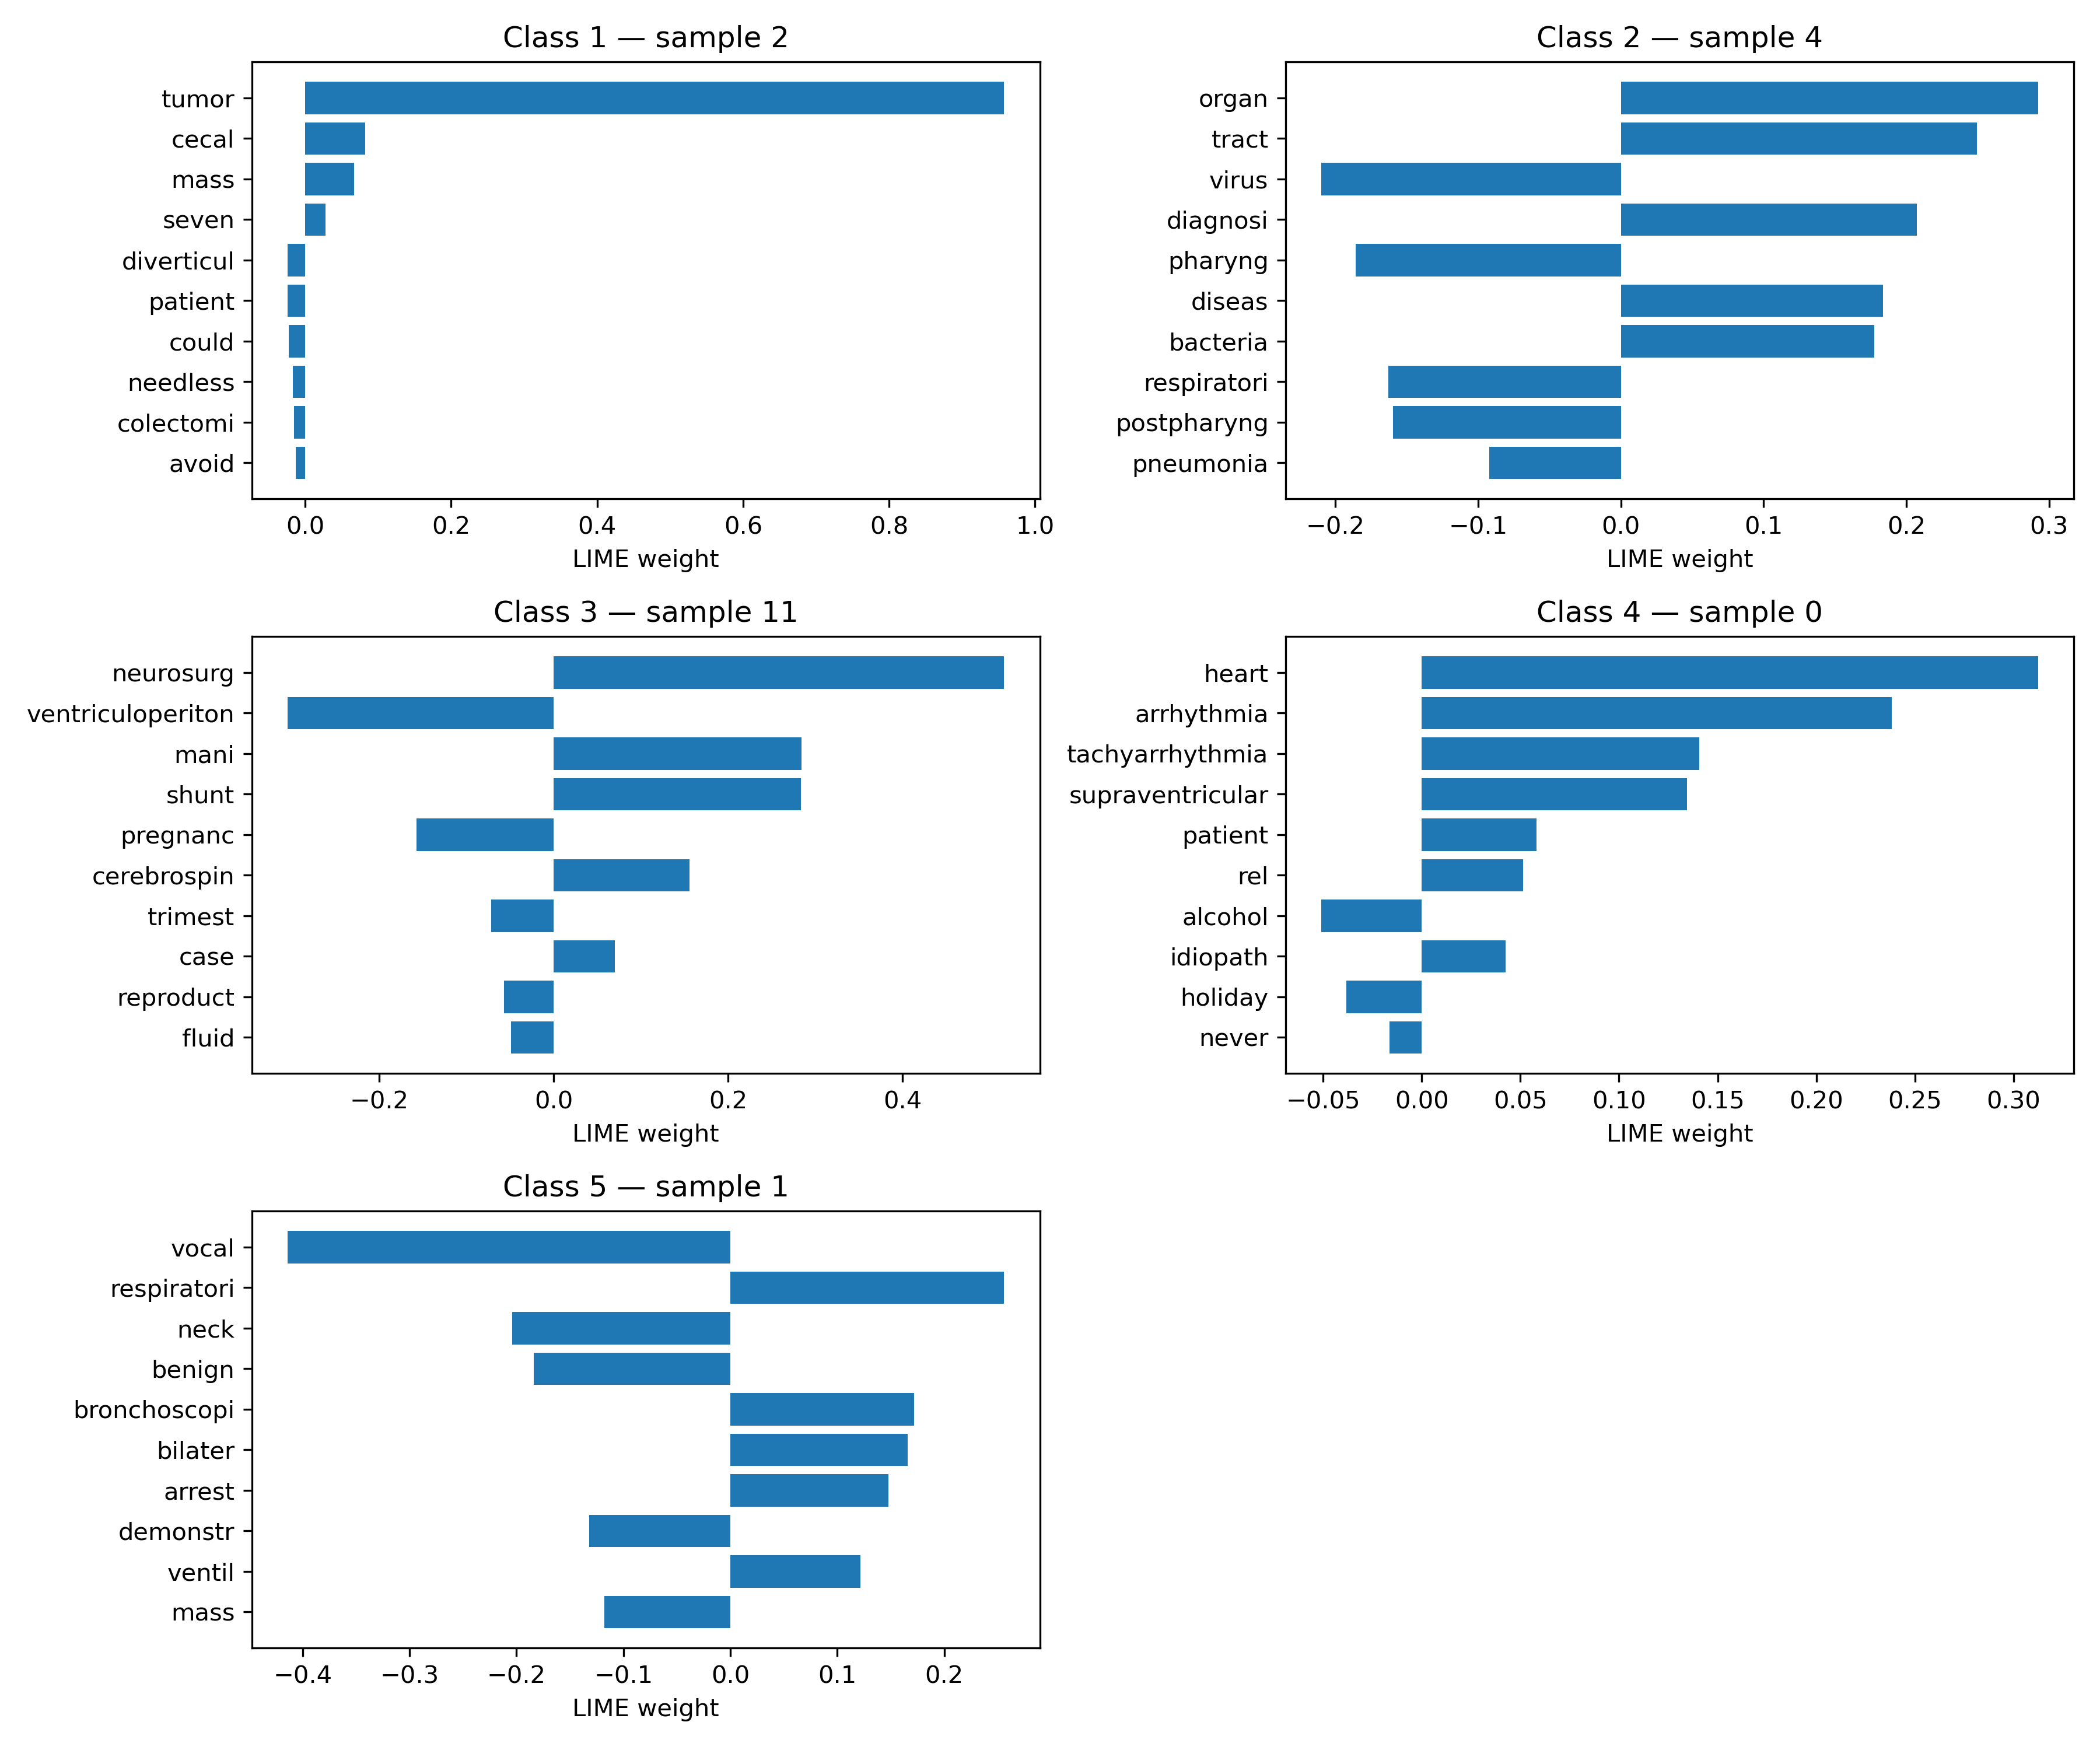 Class 1 — sample 2
tumor
cecal
mass
seven
diverticul
patient
could
needless
colectomi
avoid
0.0 0.2 0.4 0.6 0.8 1.0
LIME weight
Class 2 — sample 4
organ
tract
virus
diagnosi
pharyng
diseas
bacteria
respiratori
postpharyng
pneumonia
−0.2 −0.1 0.0 0.1 0.2 0.3
LIME weight
Class 3 — sample 11
neurosurg
ventriculoperiton
mani
shunt
pregnanc
cerebrospin
trimest
case
reproduct
fluid
−0.2 0.0 0.2 0.4
LIME weight
Class 4 — sample 0
heart
arrhythmia
tachyarrhythmia
supraventricular
patient
rel
alcohol
idiopath
holiday
never
−0.05 0.00 0.05 0.10 0.15 0.20 0.25 0.30
LIME weight
Class 5 — sample 1
vocal
respiratori
neck
benign
bronchoscopi
bilater
arrest
demonstr
ventil
mass
−0.4 −0.3 −0.2 −0.1 0.0 0.1 0.2
LIME weight